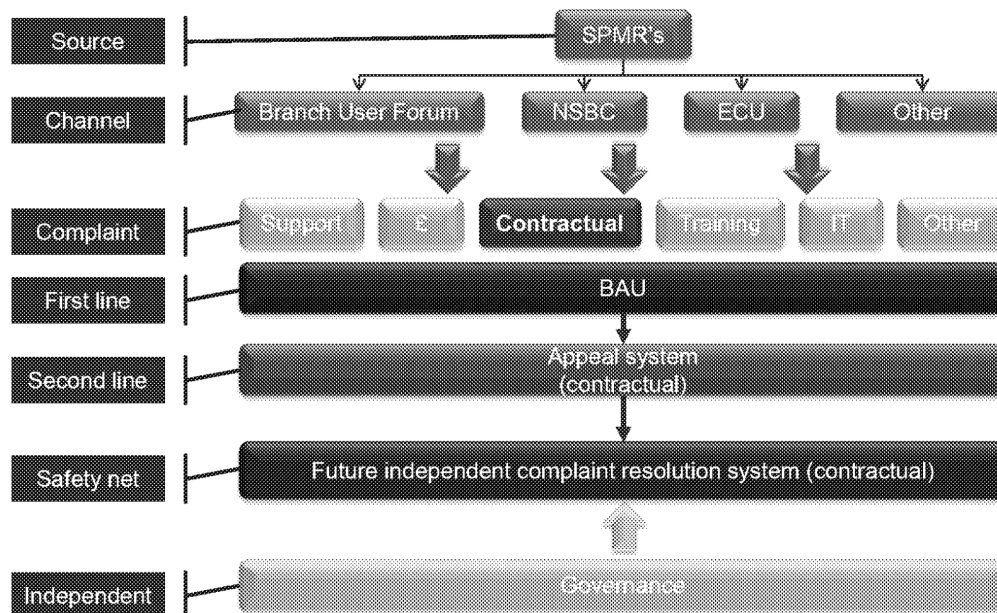 Source
SPMR's
Channel
Branch User Forum
NSBC
ECU
Other
Complaint
Support
£
Contractual
Training
IT
Other
First line
BAU
Second line
Appeal system
(contractual)
Safety net
Future independent complaint resolution system (contractual)
Independent
Governance